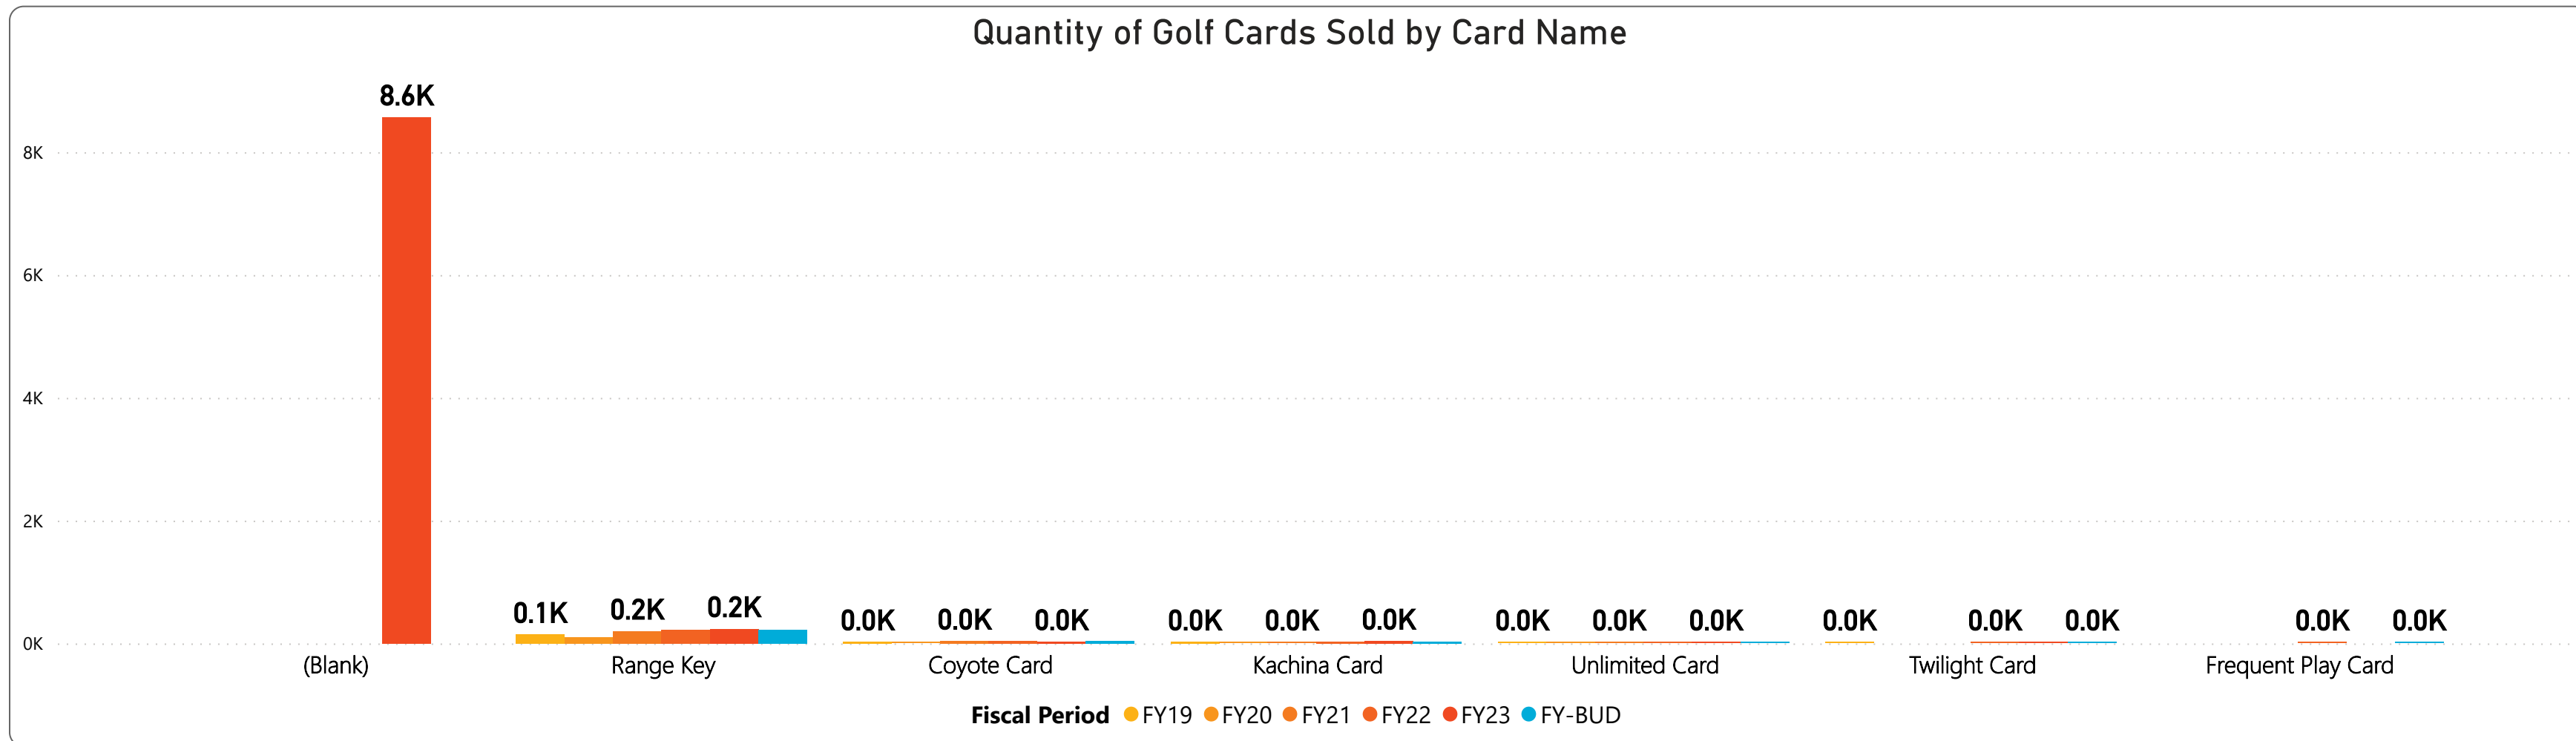 Quantity of Golf Cards Sold by Card Name
8.6K
8K
6K
4K
2K
0.1K 0.2K 0.2K 0.0K 0.0K 0.0K 0.0K 0.0K 0.0K 0.0K 0.0K 0.0K 0.0K 0.0K 0.0K 0.0K 0.0K
0K
(Blank) Range Key Coyote Card Kachina Card Unlimited Card Twilight Card Frequent Play Card
Fiscal Period FY19 FY20 FY21 FY22 FY23 FY-BUD